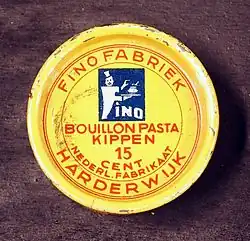 FINO FABRIEK
FINO
BOUILLON PASTA
KIPPEN
15
CENT
NEDERL. FABRIKAAT
HARDERWIJK